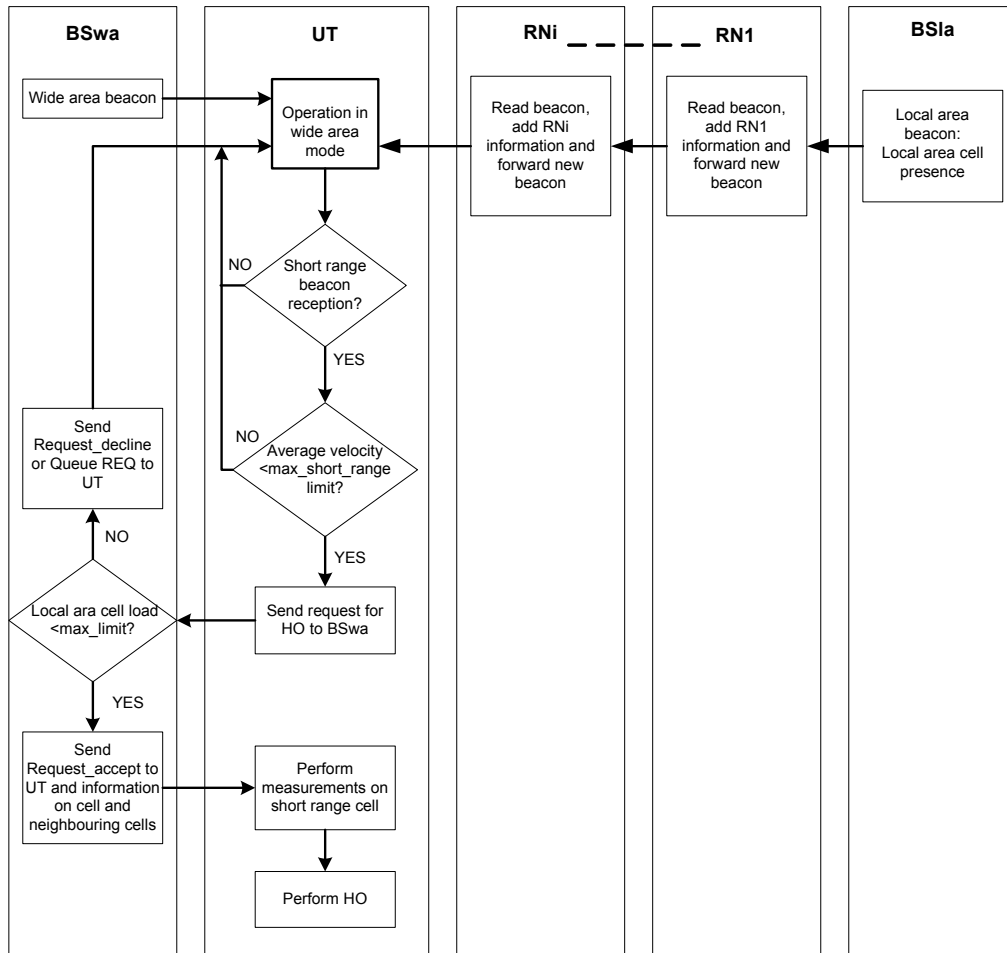 BSwa
UT
RNi
RN1
BSla
Wide area beacon
Operation in
wide area
mode
Read beacon,
add RNi
information and
forward new
beacon
Read beacon,
add RN1
information and
forward new
beacon
Local area
beacon:
Local area cell
presence
NO
Short range
beacon
reception?
YES
Send
Request_decline
or Queue REQ to
UT
NO
Average velocity
<max_short_range
limit?
NO
YES
Local ara cell load
<max_limit?
Send request for
HO to BSwa
YES
Send
Request_accept to
UT and information
on cell and
neighbouring cells
Perform
measurements on
short range cell
Perform HO